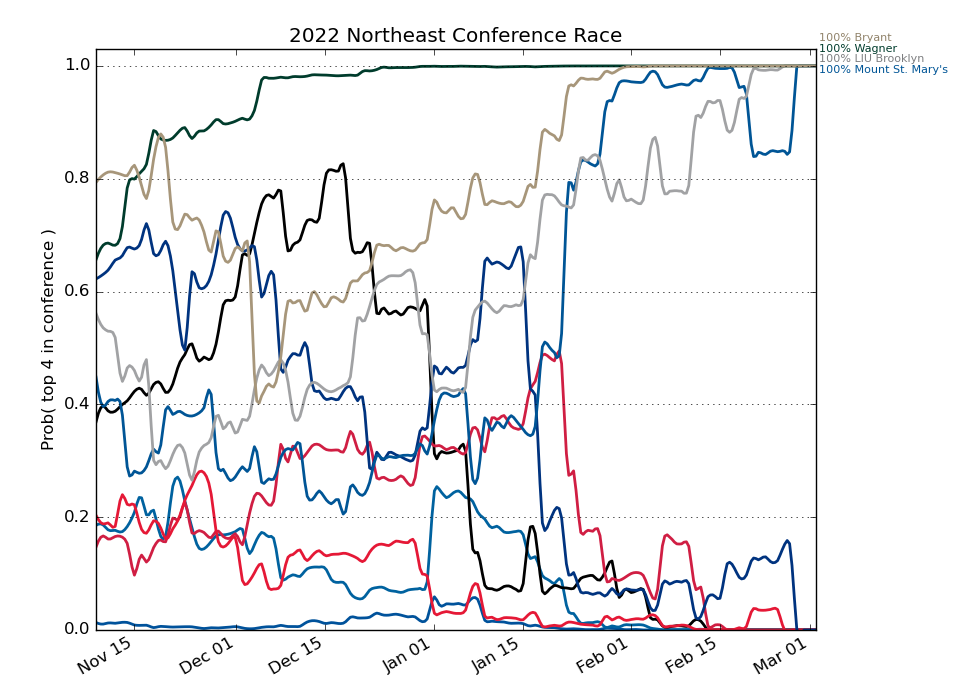 2022 Northeast Conference Race
100% Bryant
100% Wagner
100% LIU Brooklyn
100% Mount St. Mary's
Prob( top 4 in conference )
1.0
0.8
0.6
0.4
0.2
0.0
Nov 15
Dec 01
Dec 15
Jan 01
Jan 15
Feb 01
Feb 15
Mar 01